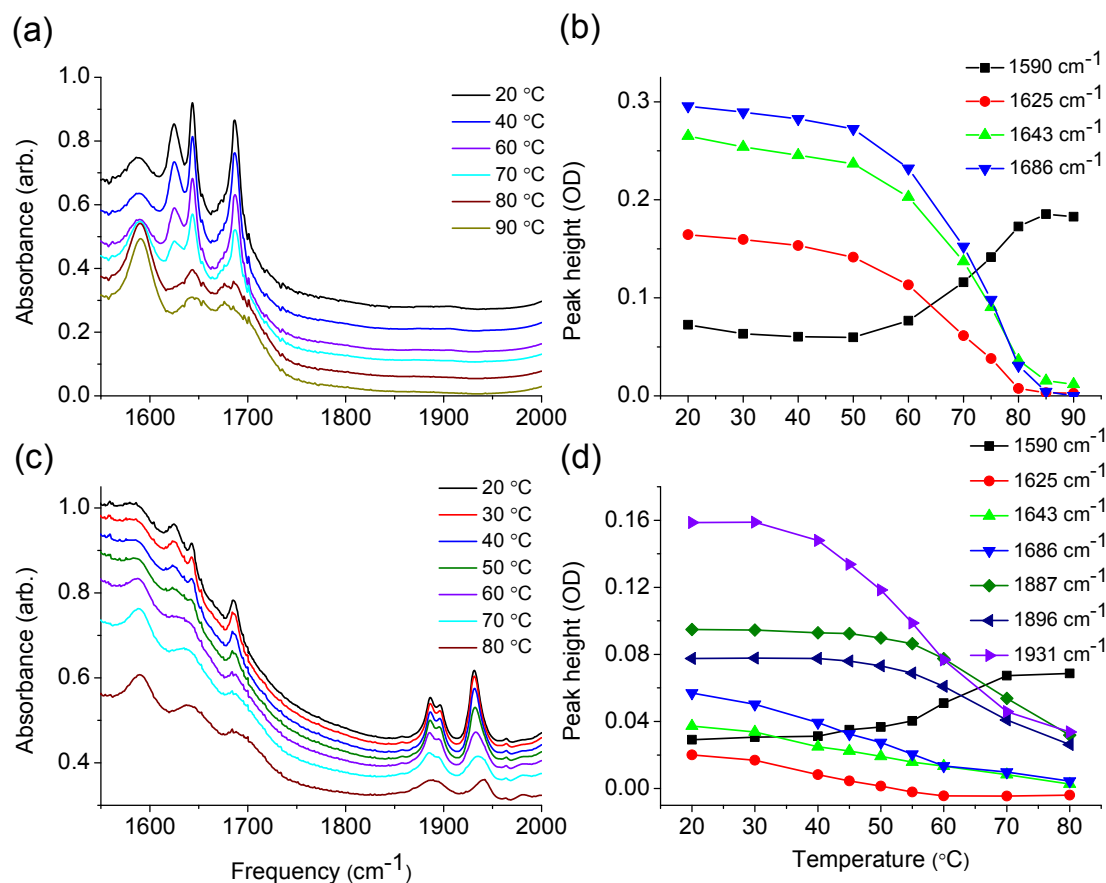 (a)
1.0
0.8
0.6
0.4
0.2
0.0
Absorbance (arb.)
20 °C
40 °C
60 °C
70 °C
80 °C
90 °C
1600
1700
1800
1900
2000
(b)
0.3
0.2
0.1
0.0
Peak height (OD)
1590 cm⁻¹
1625 cm⁻¹
1643 cm⁻¹
1686 cm⁻¹
20
30
40
50
60
70
80
90
(c)
1.0
0.8
0.6
0.4
Absorbance (arb.)
20 °C
30 °C
40 °C
50 °C
60 °C
70 °C
80 °C
1600
1700
1800
1900
2000
Frequency (cm⁻¹)
(d)
0.16
0.12
0.08
0.04
0.00
Peak height (OD)
1590 cm⁻¹
1625 cm⁻¹
1643 cm⁻¹
1686 cm⁻¹
1887 cm⁻¹
1896 cm⁻¹
1931 cm⁻¹
20
30
40
50
60
70
80
Temperature (°C)